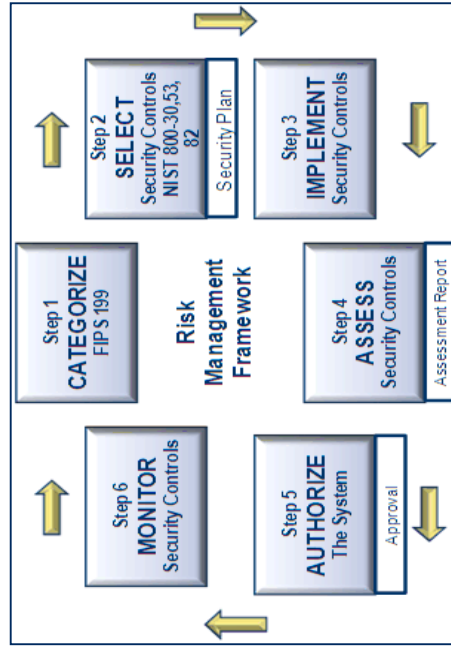 Step 1
CATEGORIZE
FIPS 199
Step 2
SELECT
Security Controls
NIST 800-30,53,
82
Security Plan
Step 3
IMPLEMENT
Security Controls
Step 4
ASSESS
Security Controls
Assessment Report
Step 5
AUTHORIZE
The System
Approval
Step 6
MONITOR
Security Controls
Risk
Management
Framework